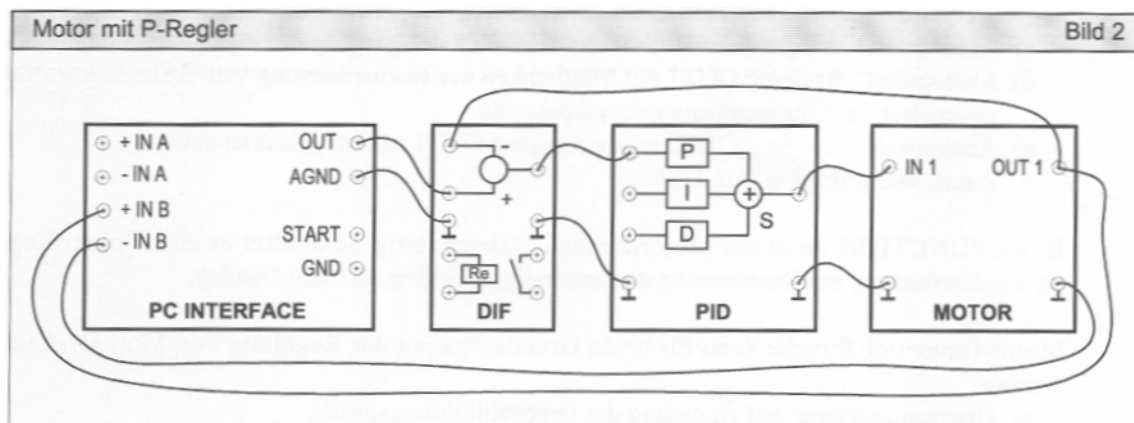 Motor mit P-Regler Bild 2
+ IN A OUT
- IN A AGND
+ IN B
- IN B START
GND
PC INTERFACE
+
Re
DIF
P
I
D
+
S
PID
IN 1 OUT 1
MOTOR